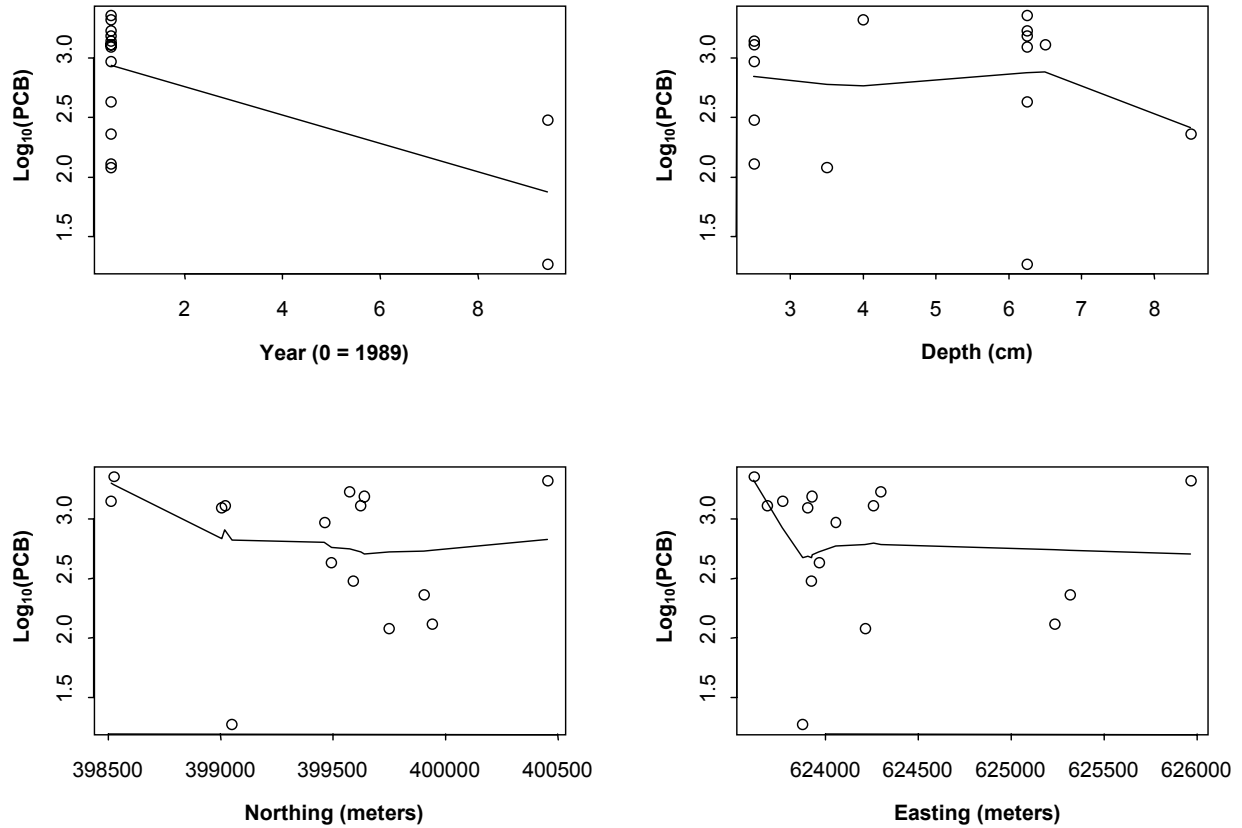 Log₁₀(PCB)
3.0
2.5
2.0
1.5
2 4 6 8
Year (0 = 1989)
Log₁₀(PCB)
3.0
2.5
2.0
1.5
3 4 5 6 7 8
Depth (cm)
Log₁₀(PCB)
3.0
2.5
2.0
1.5
398500 399000 399500 400000 400500
Northing (meters)
Log₁₀(PCB)
3.0
2.5
2.0
1.5
624000 624500 625000 625500 626000
Easting (meters)